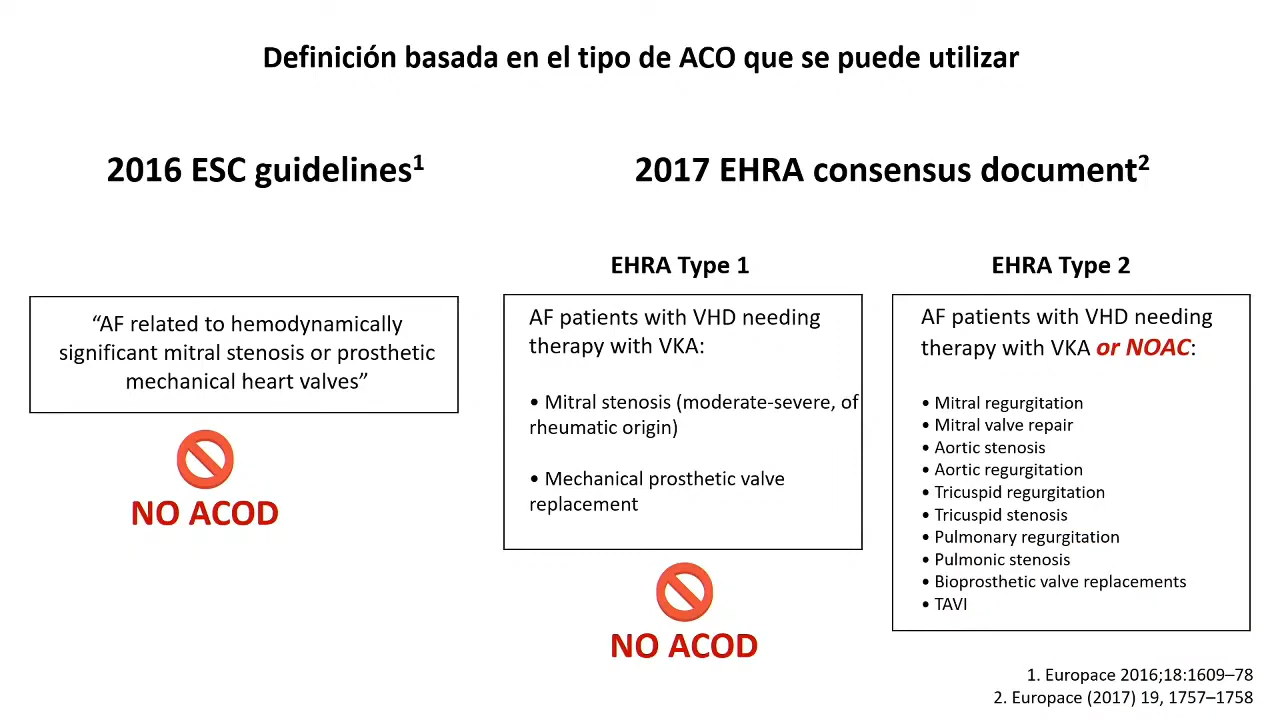 Definición basada en el tipo de ACO que se puede utilizar
2016 ESC guidelines¹
“AF related to hemodynamically
significant mitral stenosis or prosthetic
mechanical heart valves”
NO ACOD
2017 EHRA consensus document²
EHRA Type 1
AF patients with VHD needing
therapy with VKA:
• Mitral stenosis (moderate-severe, of
rheumatic origin)
• Mechanical prosthetic valve
replacement
NO ACOD
EHRA Type 2
AF patients with VHD needing
therapy with VKA or NOAC:
• Mitral regurgitation
• Mitral valve repair
• Aortic stenosis
• Aortic regurgitation
• Tricuspid regurgitation
• Tricuspid stenosis
• Pulmonary regurgitation
• Pulmonic stenosis
• Bioprosthetic valve replacements
• TAVI
1. Europace 2016;18:1609–78
2. Europace (2017) 19, 1757–1758